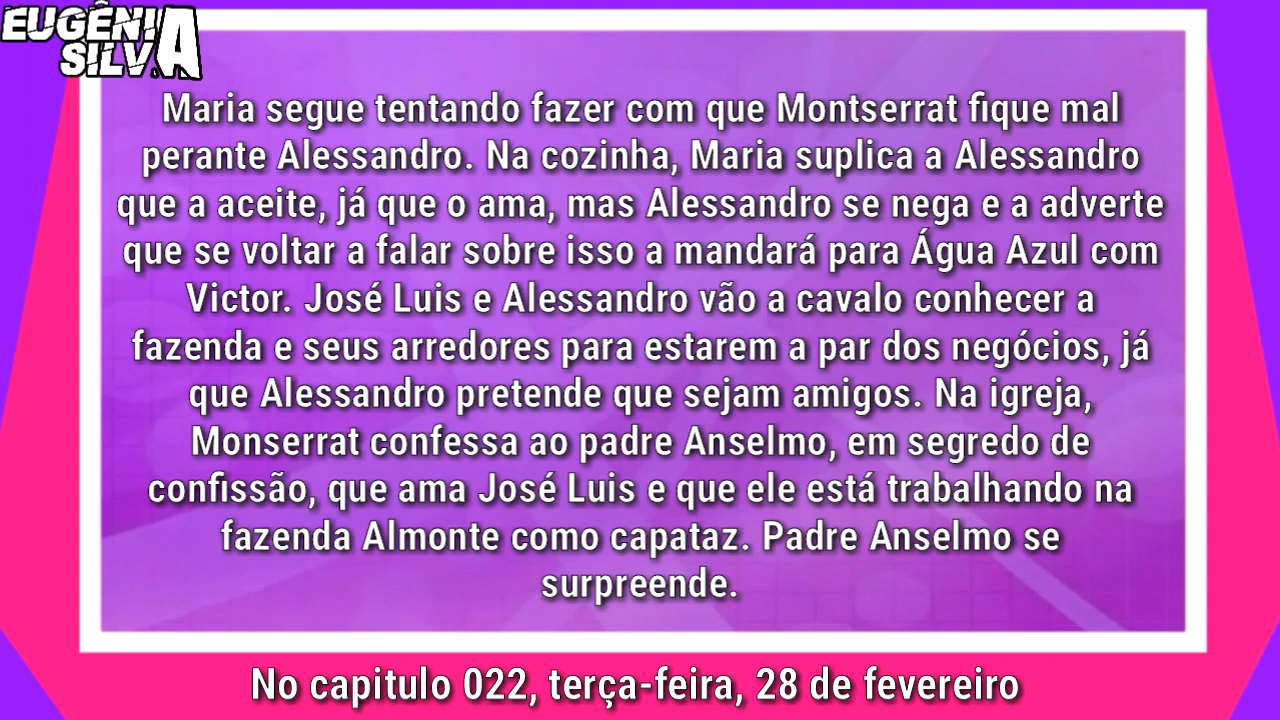 EUGÊNIA
SILVA
Maria segue tentando fazer com que Montserrat fique mal
perante Alessandro. Na cozinha, Maria suplica a Alessandro
que a aceite, já que o ama, mas Alessandro se nega e a adverte
que se voltar a falar sobre isso a mandará para Água Azul com
Victor. José Luis e Alessandro vão a cavalo conhecer a
fazenda e seus arredores para estarem a par dos negócios, já
que Alessandro pretende que sejam amigos. Na igreja,
Monserrat confessa ao padre Anselmo, em segredo de
confissão, que ama José Luis e que ele está trabalhando na
fazenda Almonte como capataz. Padre Anselmo se
surpreende.
No capitulo 022, terça-feira, 28 de fevereiro